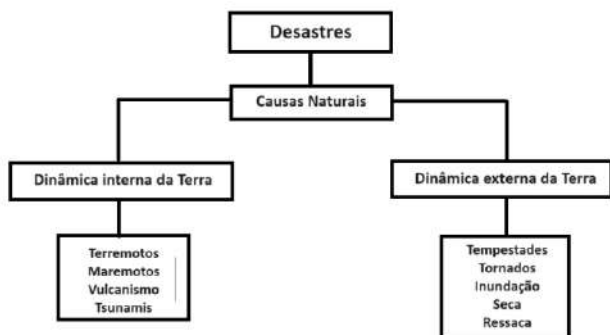 Desastres
Causas Naturais
Dinâmica interna da Terra
Terremotos
Maremotos
Vulcanismo
Tsunamis
Dinâmica externa da Terra
Tempestades
Tornados
Inundação
Seca
Ressaca